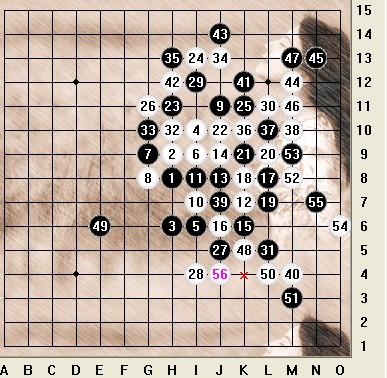 15
43 14
35 24 34 47 45 13
42 29 41 44 12
26 23 9 25 30 46 11
33 32 4 22 36 37 38 10
7 2 6 14 21 20 53 9
8 1 11 13 18 17 52 8
10 39 12 19 55 7
49 3 5 16 15 54 6
27 48 31 5
28 56 50 40 4
51 3
2
1
A B C D E F G H I J K L M N O